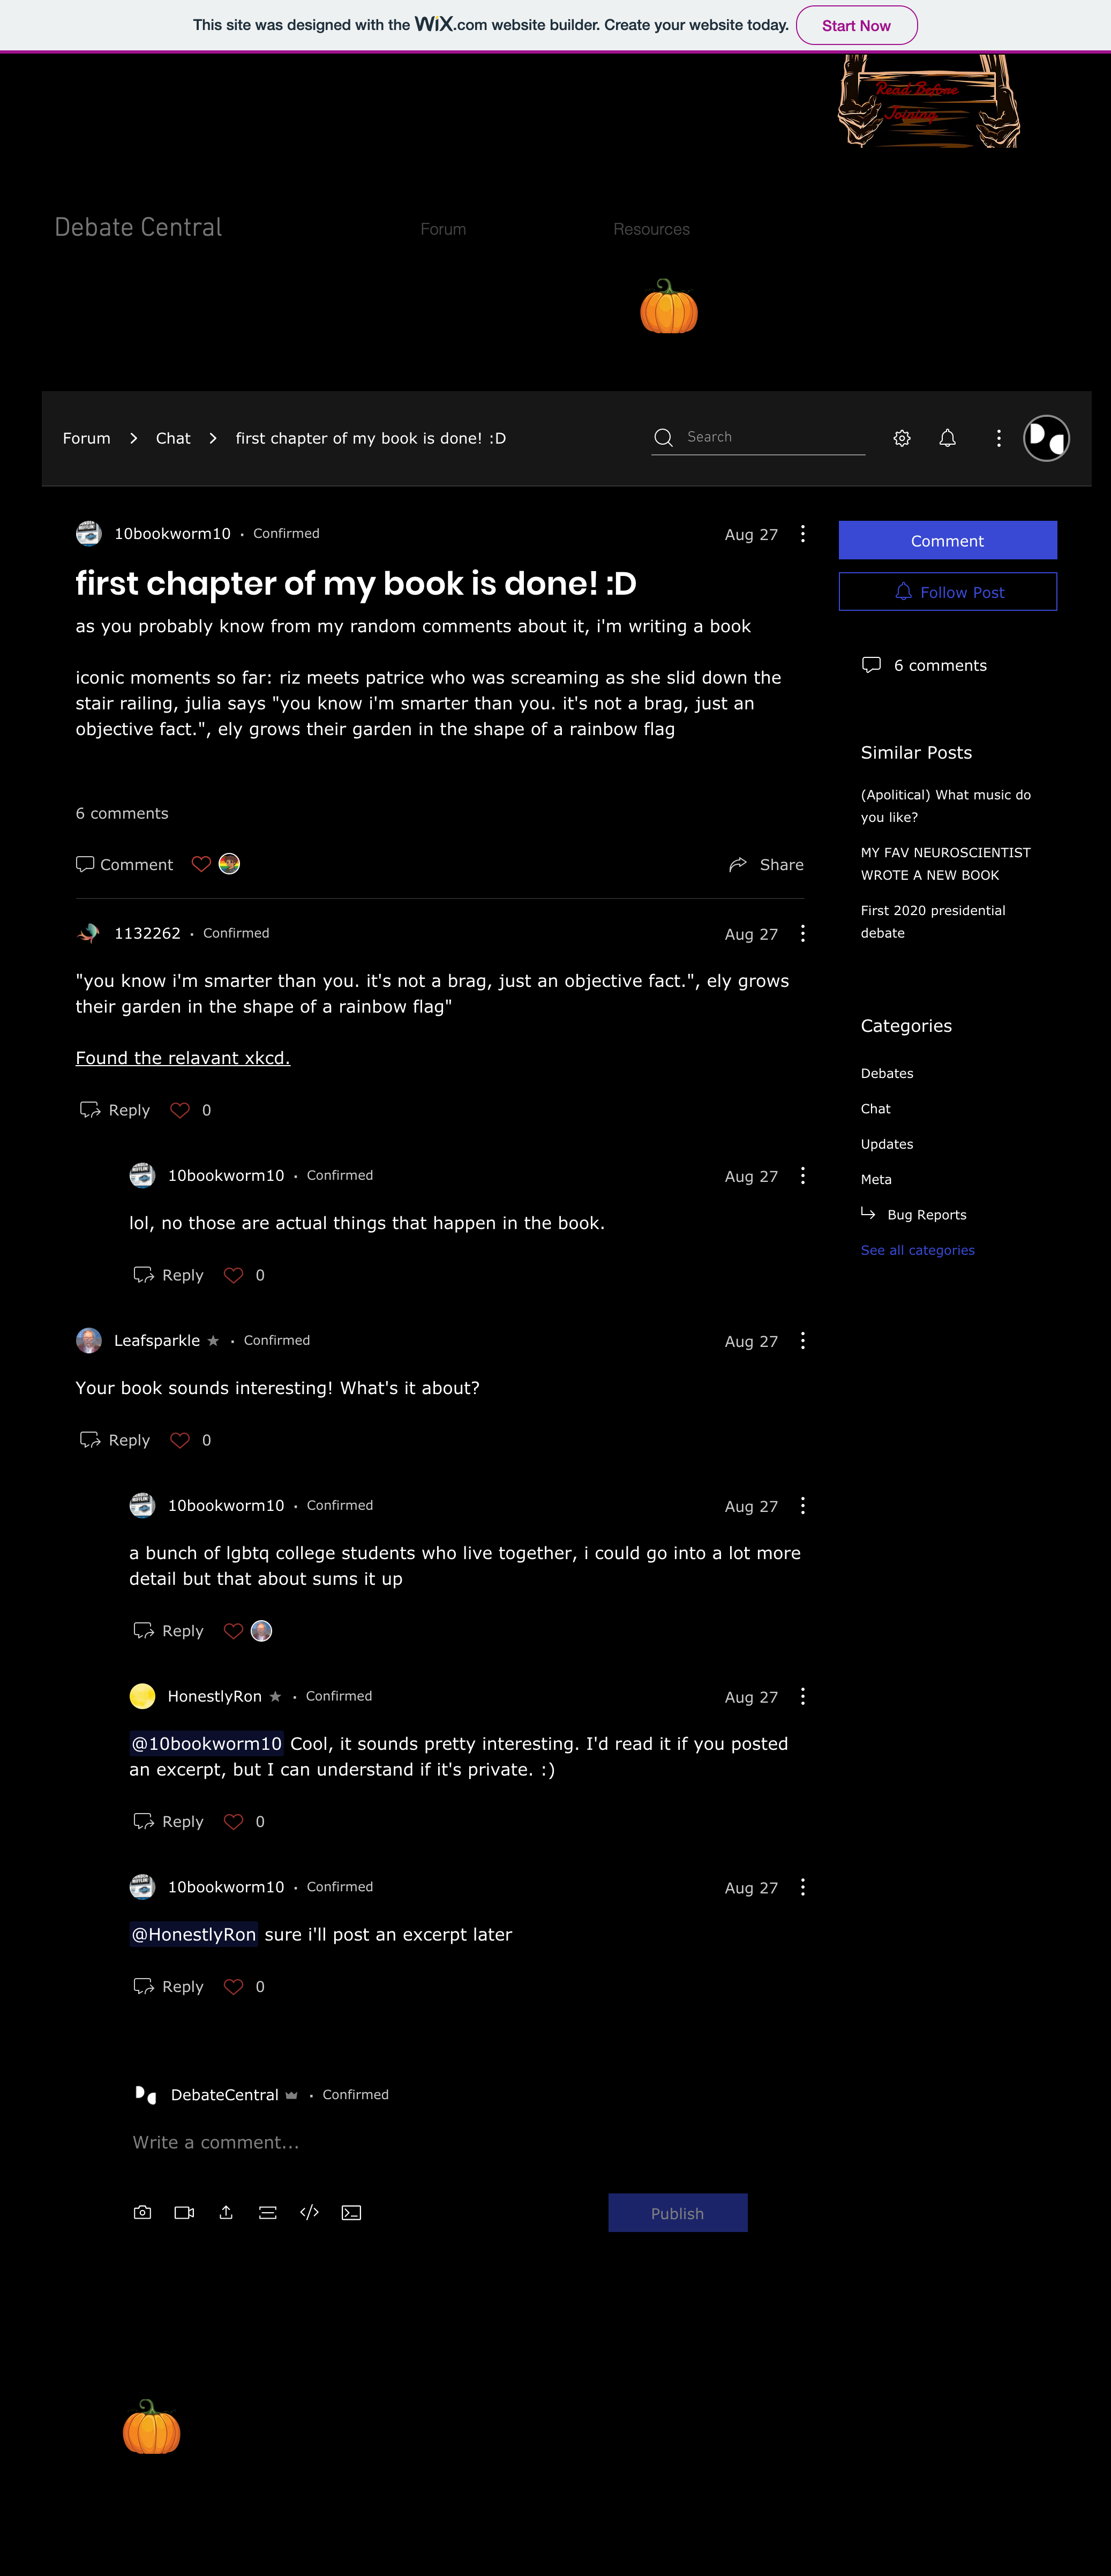 This site was designed with the WiX.com website builder. Create your website today.
Start Now
Read Before
Joining
Debate Central
Forum
Resources
Forum
Chat
first chapter of my book is done! :D
Search
10bookworm10 • Confirmed
Aug 27
Comment
first chapter of my book is done! :D
Follow Post
as you probably know from my random comments about it, i'm writing a book
iconic moments so far: riz meets patrice who was screaming as she slid down the
stair railing, julia says "you know i'm smarter than you. it's not a brag, just an
objective fact.", ely grows their garden in the shape of a rainbow flag
6 comments
Similar Posts
(Apolitical) What music do
you like?
MY FAV NEUROSCIENTIST
WROTE A NEW BOOK
First 2020 presidential
debate
Categories
Debates
Chat
Updates
Meta
Bug Reports
See all categories
6 comments
Comment
Share
1132262 • Confirmed
Aug 27
"you know i'm smarter than you. it's not a brag, just an objective fact.", ely grows
their garden in the shape of a rainbow flag"
Found the relavant xkcd.
Reply
0
10bookworm10 • Confirmed
Aug 27
lol, no those are actual things that happen in the book.
Reply
0
Leafsparkle • Confirmed
Aug 27
Your book sounds interesting! What's it about?
Reply
0
10bookworm10 • Confirmed
Aug 27
a bunch of lgbtq college students who live together, i could go into a lot more
detail but that about sums it up
Reply
HonestlyRon • Confirmed
Aug 27
@10bookworm10 Cool, it sounds pretty interesting. I'd read it if you posted
an excerpt, but I can understand if it's private. :)
Reply
0
10bookworm10 • Confirmed
Aug 27
@HonestlyRon sure i'll post an excerpt later
Reply
0
DebateCentral • Confirmed
Write a comment...
Publish